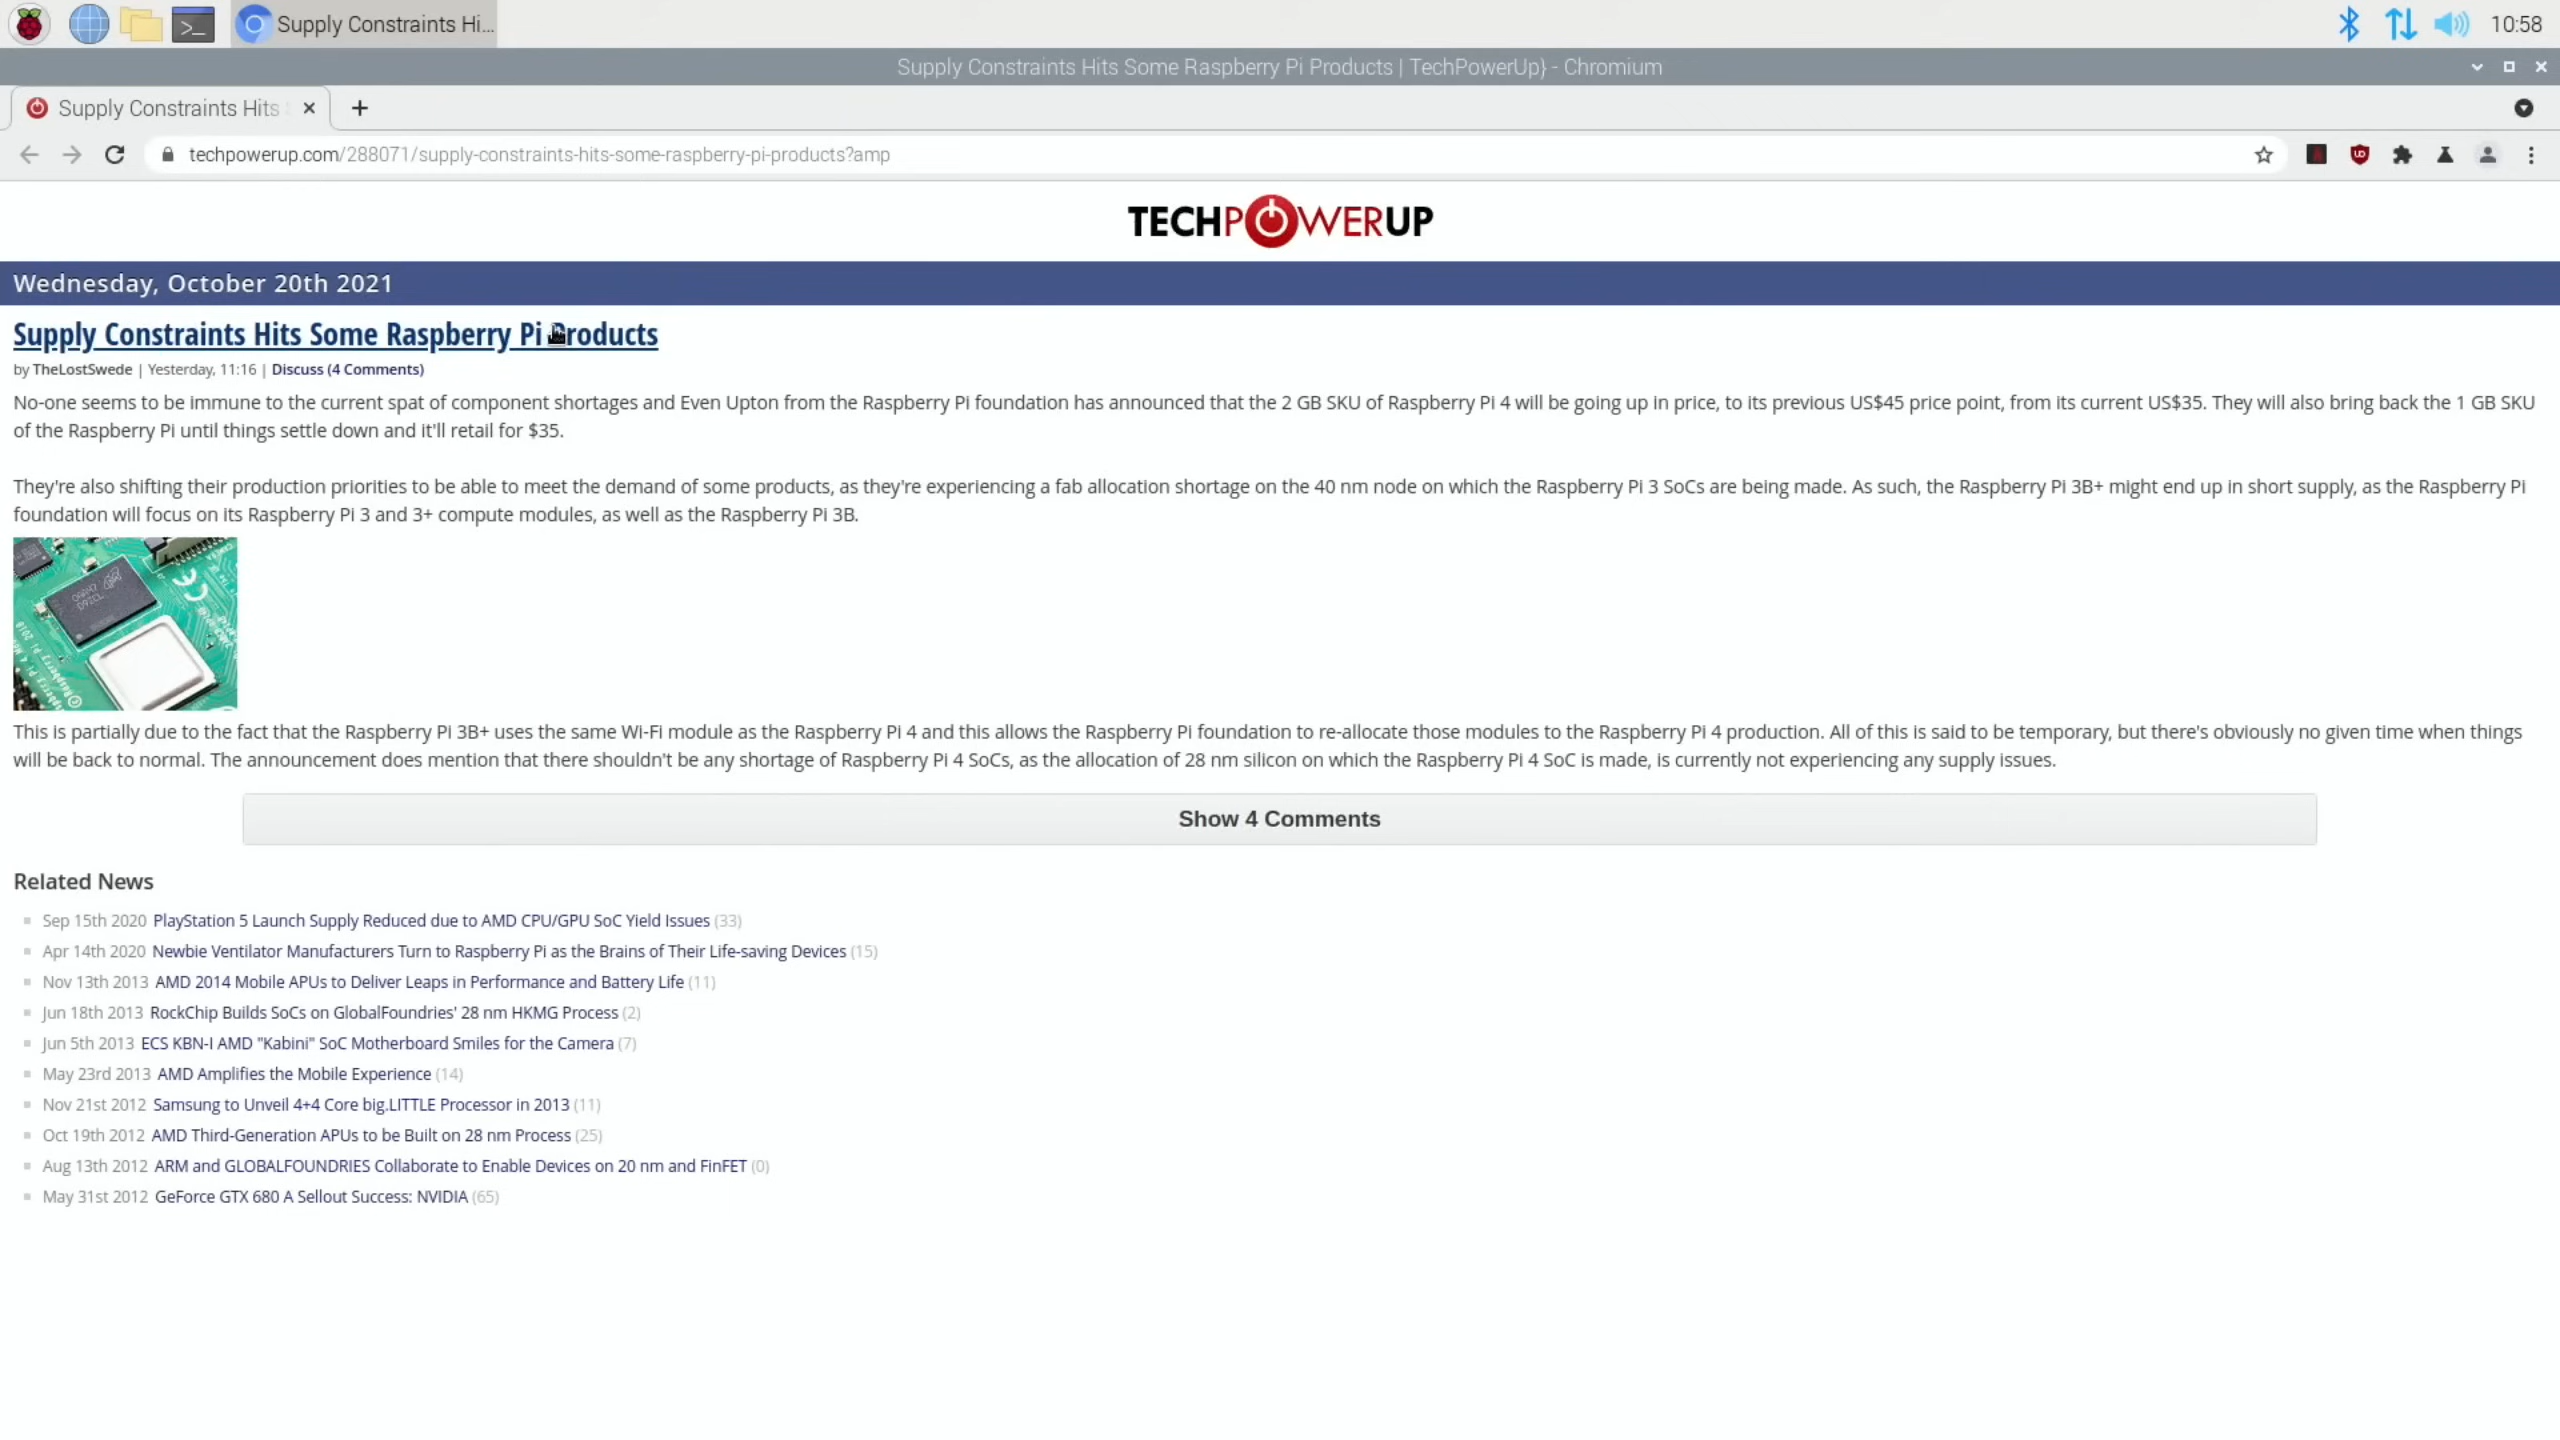 Supply Constraints Hi...
10:58
Supply Constraints Hits Some Raspberry Pi Products | TechPowerUp} - Chromium
Supply Constraints Hits
techpowerup.com/288071/supply-constraints-hits-some-raspberry-pi-products?amp
TECHPOWERUP
Wednesday, October 20th 2021
Supply Constraints Hits Some Raspberry Pi Products
by TheLostSwede | Yesterday, 11:16 | Discuss (4 Comments)
No-one seems to be immune to the current spat of component shortages and Even Upton from the Raspberry Pi foundation has announced that the 2 GB SKU of Raspberry Pi 4 will be going up in price, to its previous US$45 price point, from its current US$35. They will also bring back the 1 GB SKU
of the Raspberry Pi until things settle down and it'll retail for $35.
They're also shifting their production priorities to be able to meet the demand of some products, as they're experiencing a fab allocation shortage on the 40 nm node on which the Raspberry Pi 3 SoCs are being made. As such, the Raspberry Pi 3B+ might end up in short supply, as the Raspberry Pi
foundation will focus on its Raspberry Pi 3 and 3+ compute modules, as well as the Raspberry Pi 3B.
This is partially due to the fact that the Raspberry Pi 3B+ uses the same Wi-Fi module as the Raspberry Pi 4 and this allows the Raspberry Pi foundation to re-allocate those modules to the Raspberry Pi 4 production. All of this is said to be temporary, but there's obviously no given time when things
will be back to normal. The announcement does mention that there shouldn't be any shortage of Raspberry Pi 4 SoCs, as the allocation of 28 nm silicon on which the Raspberry Pi 4 SoC is made, is currently not experiencing any supply issues.
Show 4 Comments
Related News
Sep 15th 2020 PlayStation 5 Launch Supply Reduced due to AMD CPU/GPU SoC Yield Issues (33)
Apr 14th 2020 Newbie Ventilator Manufacturers Turn to Raspberry Pi as the Brains of Their Life-saving Devices (15)
Nov 13th 2013 AMD 2014 Mobile APUs to Deliver Leaps in Performance and Battery Life (11)
Jun 18th 2013 RockChip Builds SoCs on GlobalFoundries' 28 nm HKMG Process (2)
Jun 5th 2013 ECS KBN-I AMD "Kabini" SoC Motherboard Smiles for the Camera (7)
May 23rd 2013 AMD Amplifies the Mobile Experience (14)
Nov 21st 2012 Samsung to Unveil 4+4 Core big.LITTLE Processor in 2013 (11)
Oct 19th 2012 AMD Third-Generation APUs to be Built on 28 nm Process (25)
Aug 13th 2012 ARM and GLOBALFOUNDRIES Collaborate to Enable Devices on 20 nm and FinFET (0)
May 31st 2012 GeForce GTX 680 A Sellout Success: NVIDIA (65)